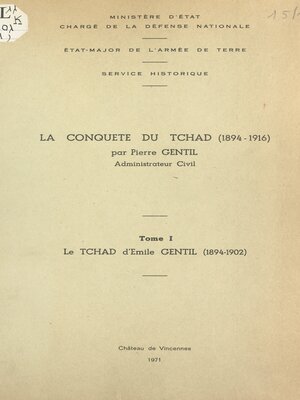 MINISTÈRE D'ÉTAT
CHARGÉ DE LA DÉFENSE NATIONALE
ÉTAT-MAJOR DE L'ARMÉE DE TERRE
SERVICE HISTORIQUE
LA CONQUETE DU TCHAD (1894-1916)
par Pierre GENTIL
Administrateur Civil
Tome I
Le TCHAD d'Emile GENTIL (1894-1902)
Château de Vincennes
1971